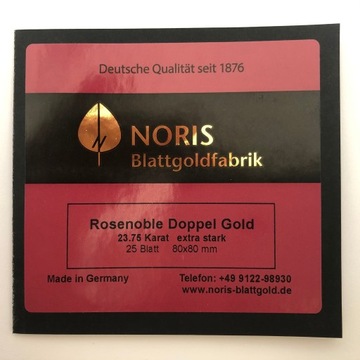 Deutsche Qualität seit 1876
NORIS
Blattgoldfabrik
Rosenoble Doppel Gold
23,75 Karat extra stark
25 Blatt 80x80 mm
Made in Germany
Telefon: +49 9122-98930
www.noris-blattgold.de